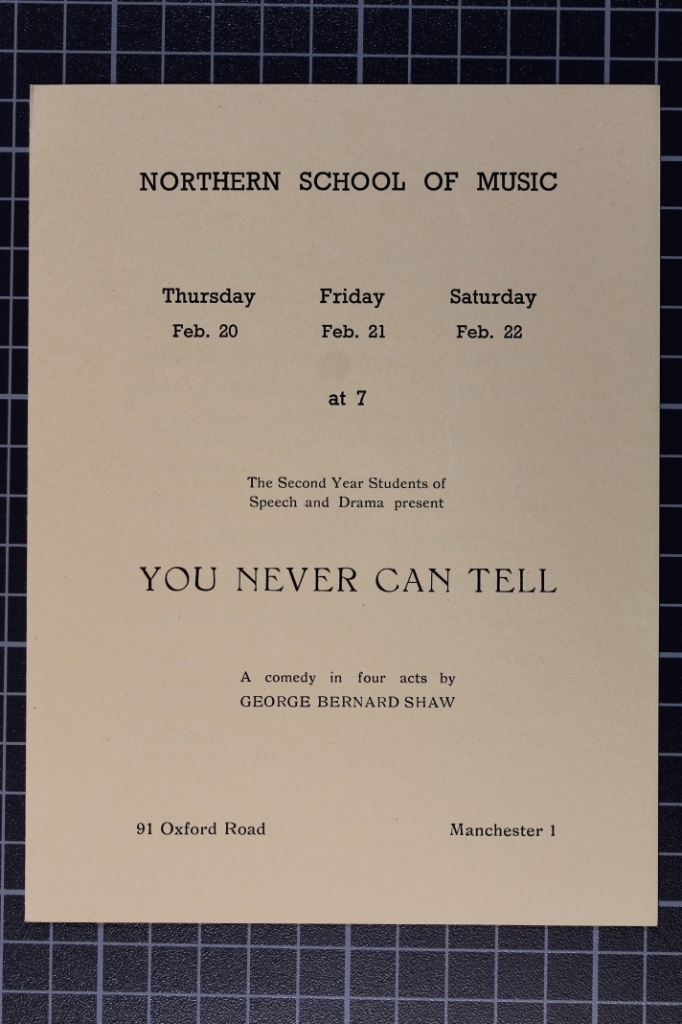 NORTHERN SCHOOL OF MUSIC
Thursday Friday Saturday
Feb. 20 Feb. 21 Feb. 22
at 7
The Second Year Students of
Speech and Drama present
YOU NEVER CAN TELL
A comedy in four acts by
GEORGE BERNARD SHAW
91 Oxford Road Manchester 1